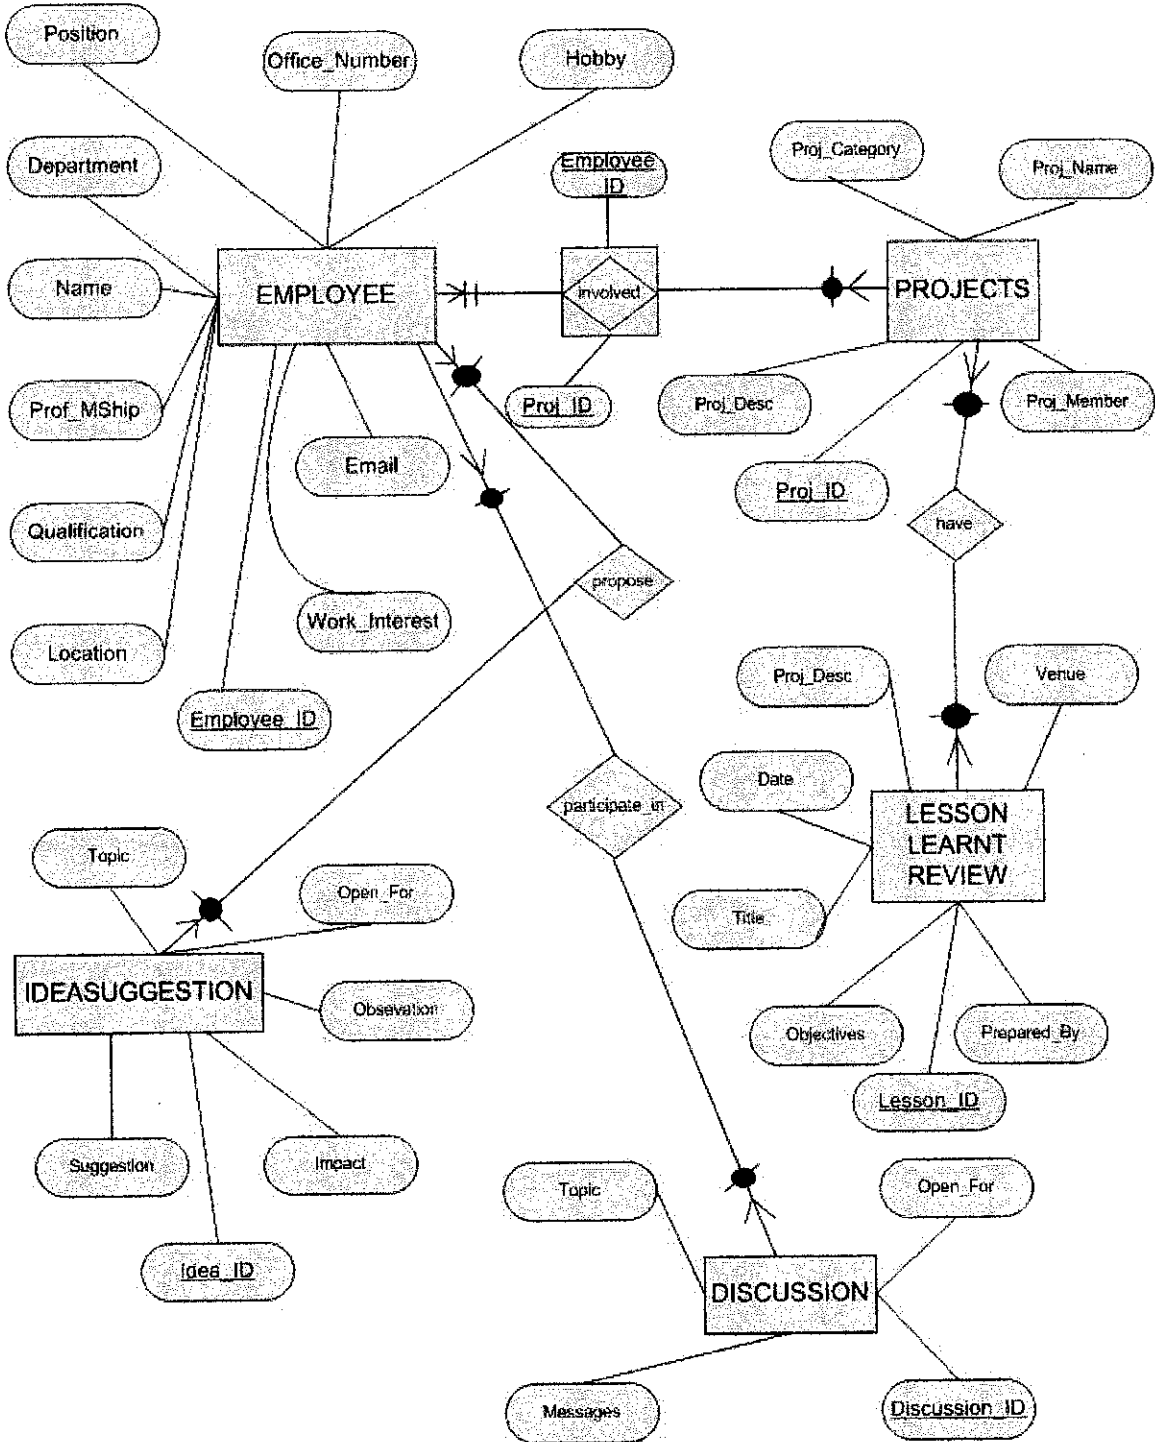 Position
Office_Number
Hobby
Department
Employee
ID
Proj_Category
Proj_Name
Name
EMPLOYEE
involved
PROJECTS
Prof_MShip
Email
Proj_ID
Proj_Desc
Proj_Member
Proj_ID
Qualification
have
propose
Work_Interest
Location
Employee_ID
Proj_Desc
Venue
Date
participate_in
LESSON
LEARNT
REVIEW
Topic
Open_For
Title
IDEASUGGESTION
Obsevation
Objectives
Prepared_By
Lesson_ID
Suggestion
Impact
Topic
Open_For
Idea_ID
DISCUSSION
Messages
Discussion_ID